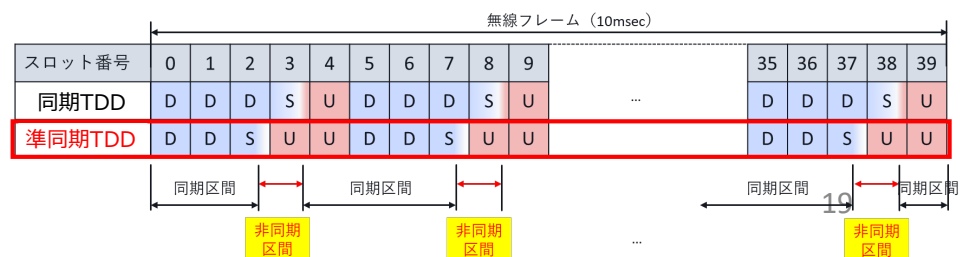 無線フレーム（10msec）
スロット番号 0 1 2 3 4 5 6 7 8 9 35 36 37 38 39
同期TDD D D D S U D D D S U ... D D D S U
準同期TDD D D S U U D D S U U D D S U U
同期区間 同期区間 同期区間 同期区間
19
非同期 非同期 非同期
区間 区間 ... 区間